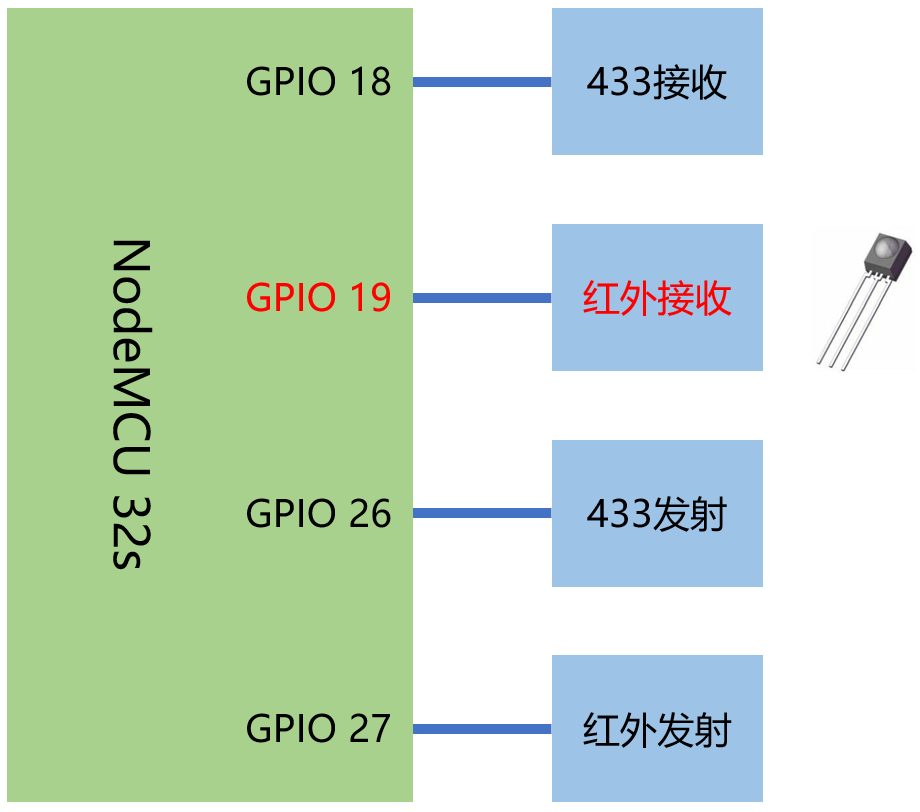 GPIO 18
433接收
NodeMCU 32s
GPIO 19
红外接收
GPIO 26
433发射
GPIO 27
红外发射